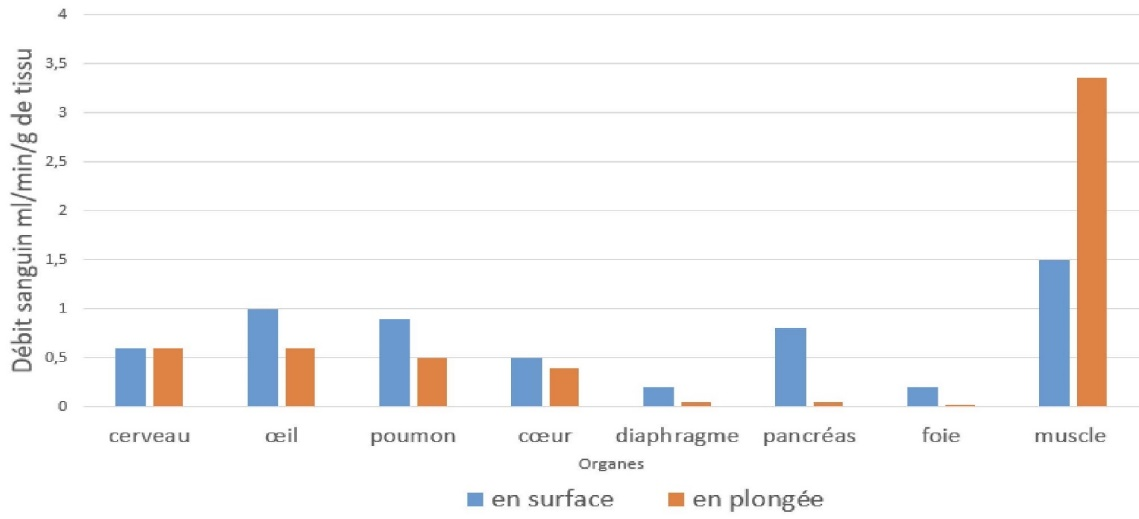 Débit sanguin ml/min/g de tissu
4
3,5
3
2,5
2
1,5
1
0,5
0
cerveau œil poumon cœur diaphragme pancréas foie muscle
Organes
en surface en plongée